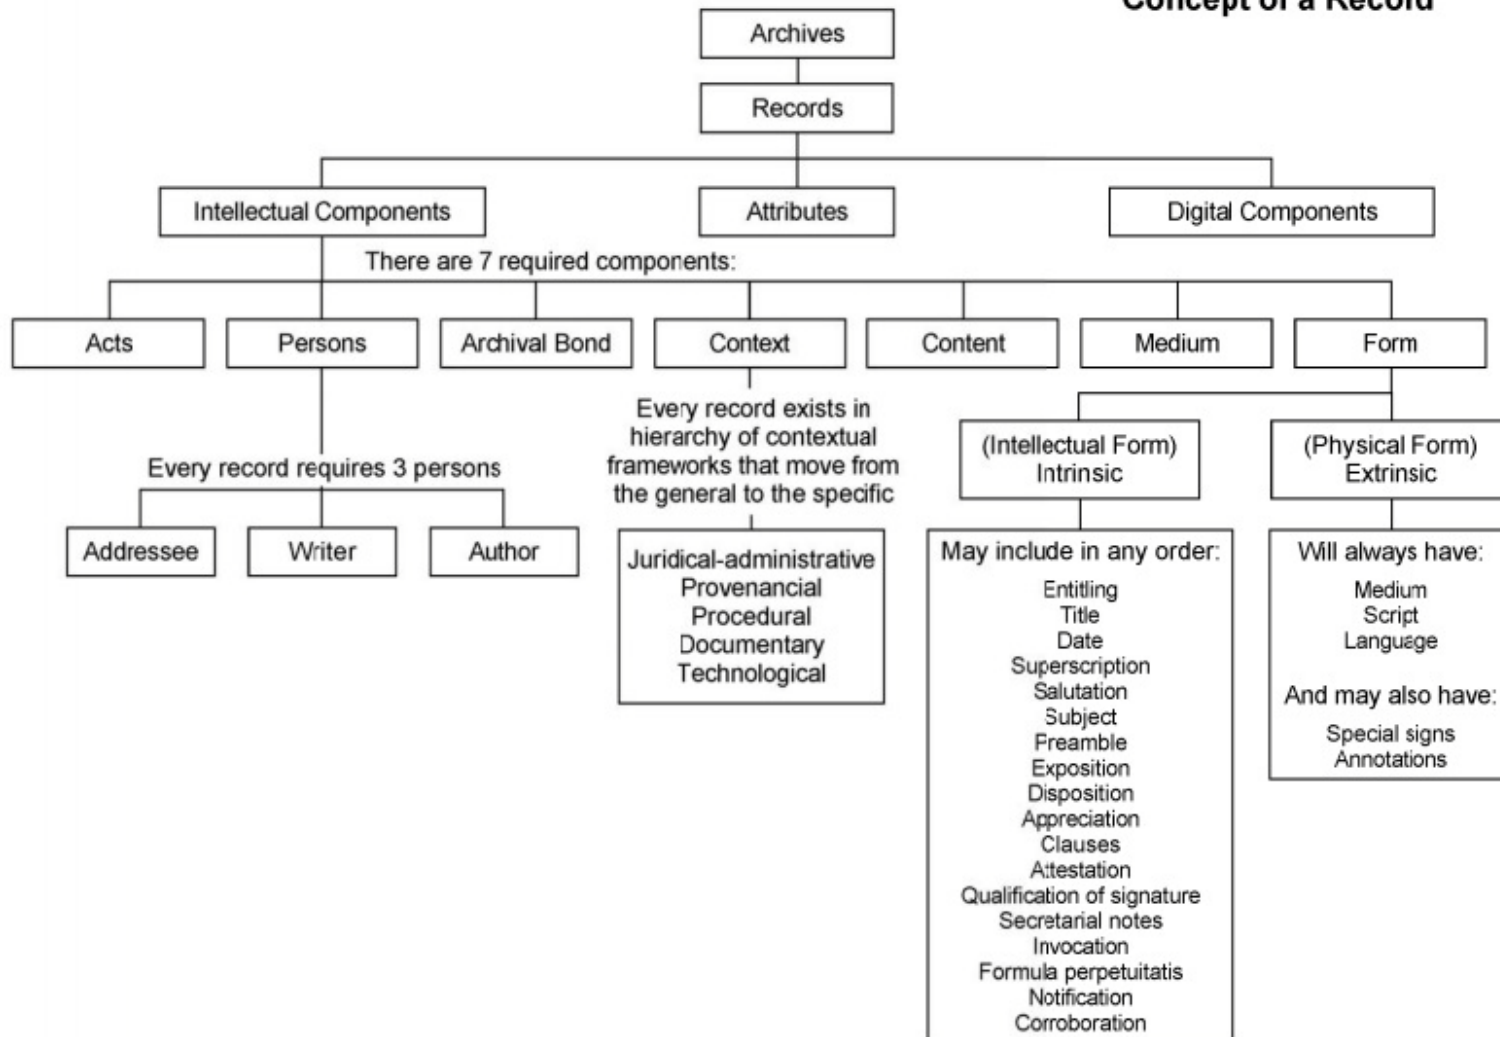 Concept of a Record
Archives
Records
Intellectual Components
Attributes
Digital Components
There are 7 required components:
Acts
Persons
Archival Bond
Context
Content
Medium
Form
Every record requires 3 persons
Addressee
Writer
Author
Every record exists in
hierarchy of contextual
frameworks that move from
the general to the specific
Juridical-administrative
Provenancial
Procedural
Documentary
Technological
(Intellectual Form)
Intrinsic
(Physical Form)
Extrinsic
May include in any order:
Entitling
Title
Date
Superscription
Salutation
Subject
Preamble
Exposition
Disposition
Appreciation
Clauses
Attestation
Qualification of signature
Secretarial notes
Invocation
Formula perpetuitatis
Notification
Corroboration
Will always have:
Medium
Script
Language
And may also have:
Special signs
Annotations